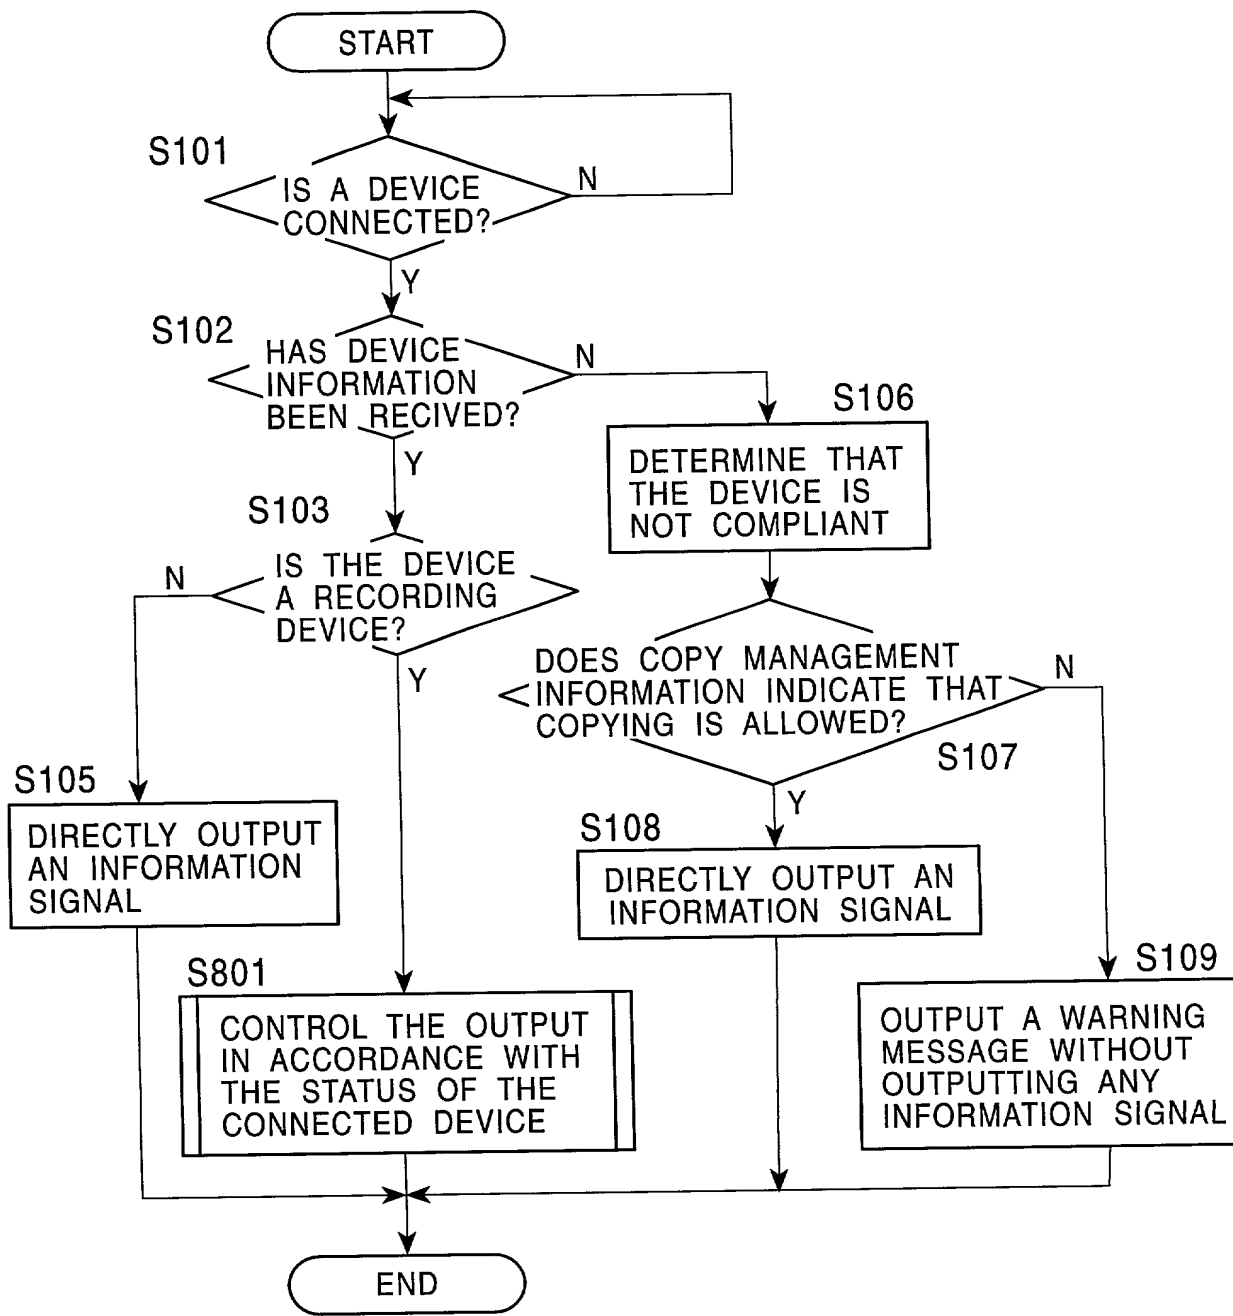 START
S101
IS A DEVICE
CONNECTED?
N
Y
S102
HAS DEVICE
INFORMATION
BEEN RECIVED?
N
Y
S106
DETERMINE THAT
THE DEVICE IS
NOT COMPLIANT
S103
IS THE DEVICE
A RECORDING
DEVICE?
N
Y
DOES COPY MANAGEMENT
INFORMATION INDICATE THAT
COPYING IS ALLOWED?
N
S107
Y
S105
DIRECTLY OUTPUT
AN INFORMATION
SIGNAL
S108
DIRECTLY OUTPUT AN
INFORMATION SIGNAL
S801
CONTROL THE OUTPUT
IN ACCORDANCE WITH
THE STATUS OF THE
CONNECTED DEVICE
S109
OUTPUT A WARNING
MESSAGE WITHOUT
OUTPUTTING ANY
INFORMATION SIGNAL
END